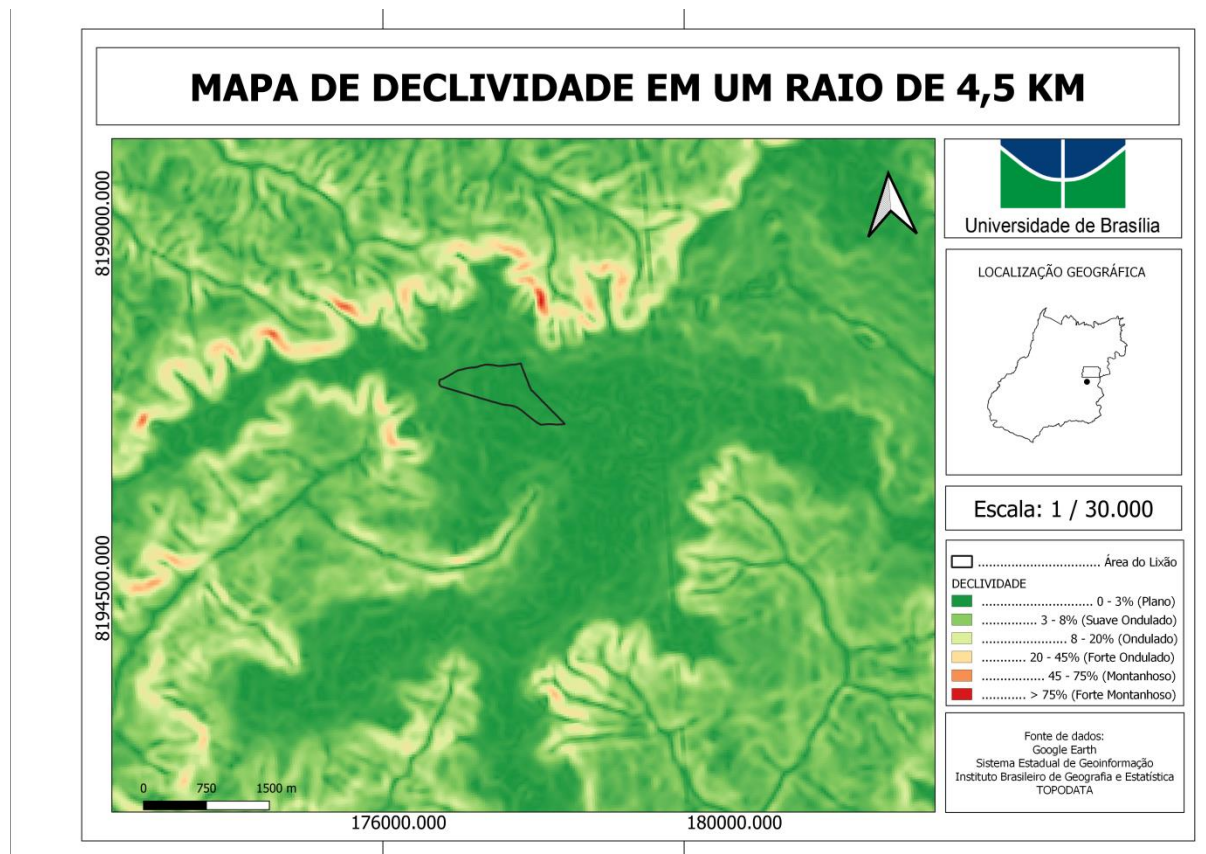 MAPA DE DECLIVIDADE EM UM RAIO DE 4,5 KM
8199000.000
8194500.000
0 750 1500 m
176000.000 180000.000
Universidade de Brasília
LOCALIZAÇÃO GEOGRÁFICA
Escala: 1 / 30.000
................................ Área do Lixão
DECLIVIDADE
............................. 0 - 3% (Plano)
.............. 3 - 8% (Suave Ondulado)
...................... 8 - 20% (Ondulado)
........... 20 - 45% (Forte Ondulado)
................. 45 - 75% (Montanhoso)
............ > 75% (Forte Montanhoso)
Fonte de dados:
Google Earth
Sistema Estadual de Geoinformação
Instituto Brasileiro de Geografia e Estatística
TOPODATA